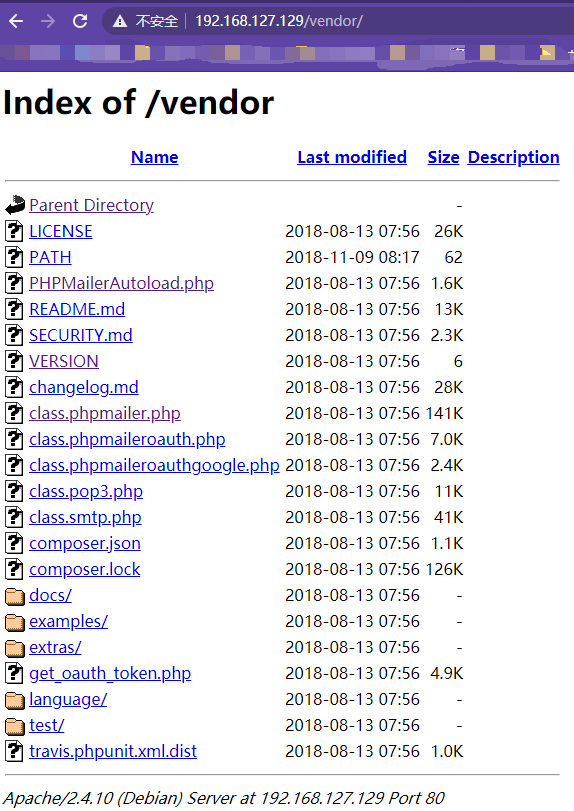 不安全 192.168.127.129/vendor/
Index of /vendor
Name Last modified Size Description
Parent Directory -
LICENSE 2018-08-13 07:56 26K
PATH 2018-11-09 08:17 62
PHPMailerAutoload.php 2018-08-13 07:56 1.6K
README.md 2018-08-13 07:56 13K
SECURITY.md 2018-08-13 07:56 2.3K
VERSION 2018-08-13 07:56 6
changelog.md 2018-08-13 07:56 28K
class.phpmailer.php 2018-08-13 07:56 141K
class.phpmaileroauth.php 2018-08-13 07:56 7.0K
class.phpmaileroauthgoogle.php 2018-08-13 07:56 2.4K
class.pop3.php 2018-08-13 07:56 11K
class.smtp.php 2018-08-13 07:56 41K
composer.json 2018-08-13 07:56 1.1K
composer.lock 2018-08-13 07:56 126K
docs/ 2018-08-13 07:56 -
examples/ 2018-08-13 07:56 -
extras/ 2018-08-13 07:56 -
get_oauth_token.php 2018-08-13 07:56 4.9K
language/ 2018-08-13 07:56 -
test/ 2018-08-13 07:56 -
travis.phpunit.xml.dist 2018-08-13 07:56 1.0K
Apache/2.4.10 (Debian) Server at 192.168.127.129 Port 80